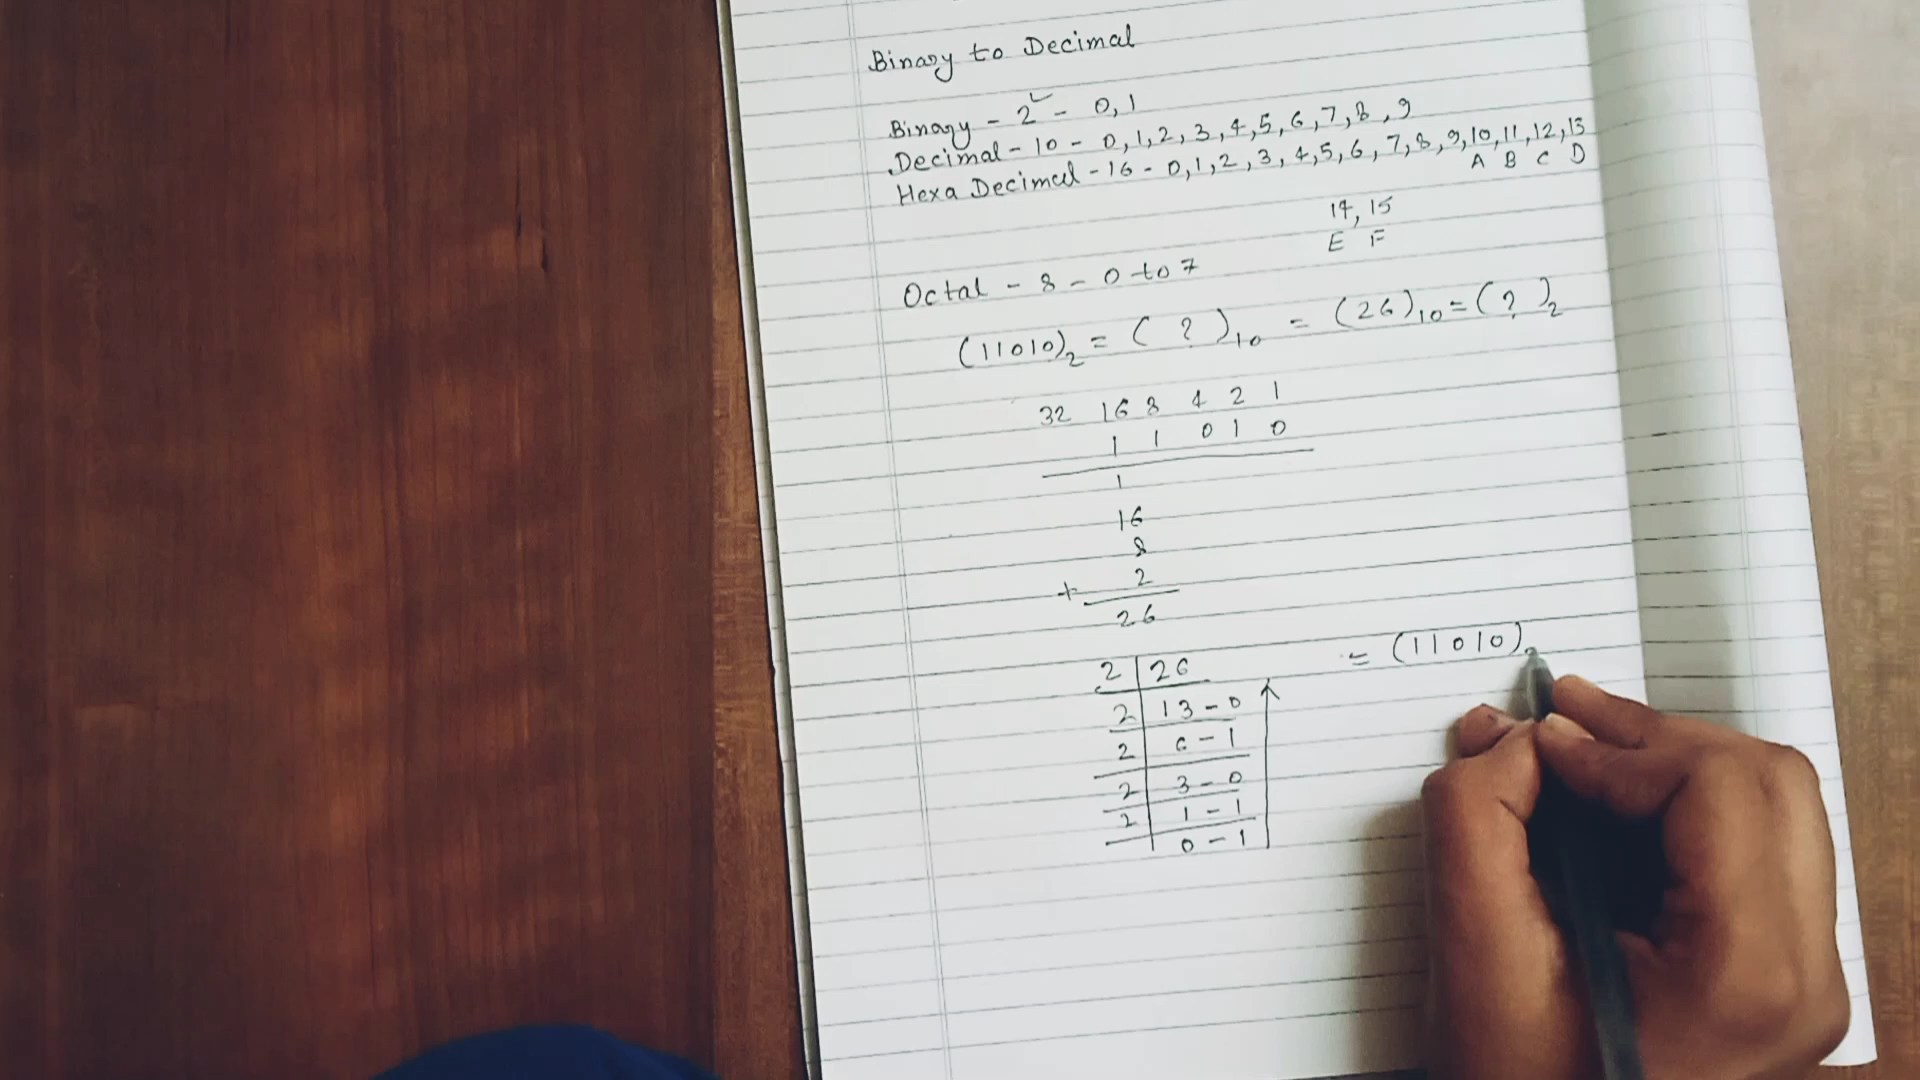 Binary to Decimal
Binary - 2 - 0, 1
Decimal - 10 - 0, 1, 2, 3, 4, 5, 6, 7, 8, 9
Hexa Decimal - 16 - 0, 1, 2, 3, 4, 5, 6, 7, 8, 9, 10, 11, 12, 13
A B C D
14, 15
E F
Octal - 8 - 0 to 7
(11010)₂ = ( ? )₁₀ = (26)₁₀ = ( ? )₂
32 16 8 4 2 1
1 1 0 1 0
1
16
8
+ 2
26
2 | 26
= (11010)₂
2 | 13 - 0
2 | 6 - 1
2 | 3 - 0
2 | 1 - 1
0 - 1